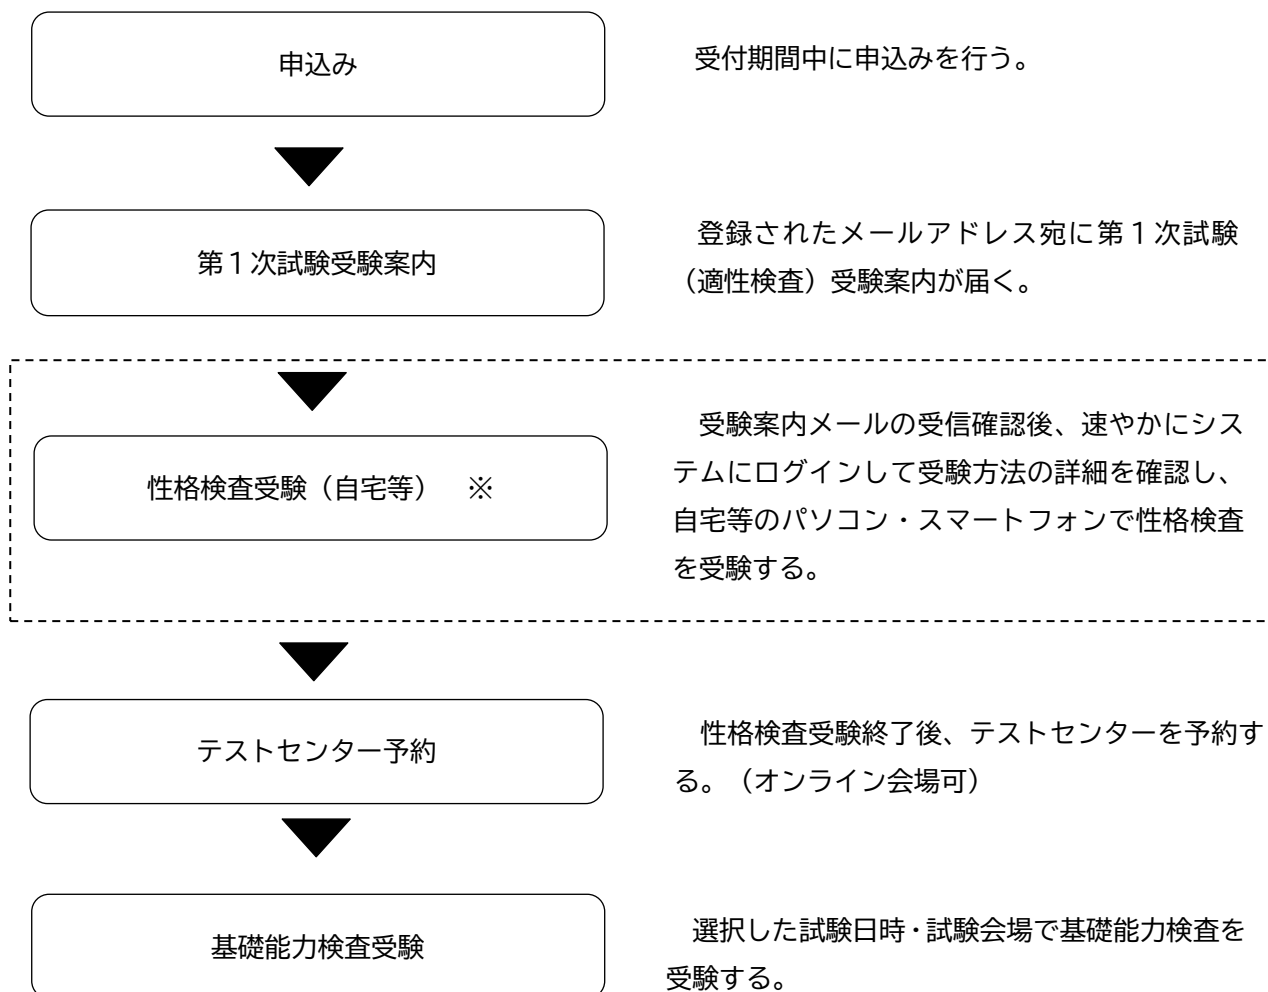 申込み
受付期間中に申込みを行う。
第１次試験受験案内
登録されたメールアドレス宛に第１次試験
（適性検査）受験案内が届く。
性格検査受験（自宅等）　※
受験案内メールの受信確認後、速やかにシス
テムにログインして受験方法の詳細を確認し、
自宅等のパソコン・スマートフォンで性格検査
を受験する。
テストセンター予約
性格検査受験終了後、テストセンターを予約す
る。（オンライン会場可）
基礎能力検査受験
選択した試験日時・試験会場で基礎能力検査を
受験する。